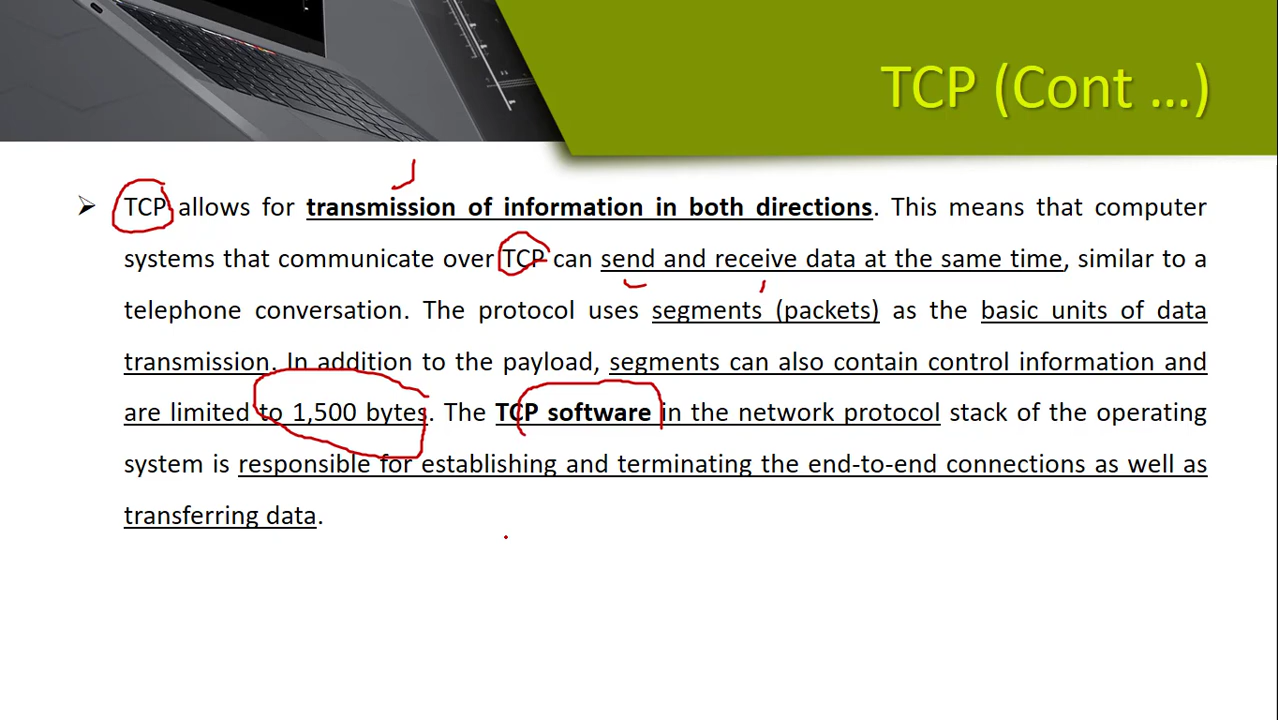 TCP (Cont ...)
➢ TCP allows for transmission of information in both directions. This means that computer
systems that communicate over TCP can send and receive data at the same time, similar to a
telephone conversation. The protocol uses segments (packets) as the basic units of data
transmission. In addition to the payload, segments can also contain control information and
are limited to 1,500 bytes. The TCP software in the network protocol stack of the operating
system is responsible for establishing and terminating the end-to-end connections as well as
transferring data.